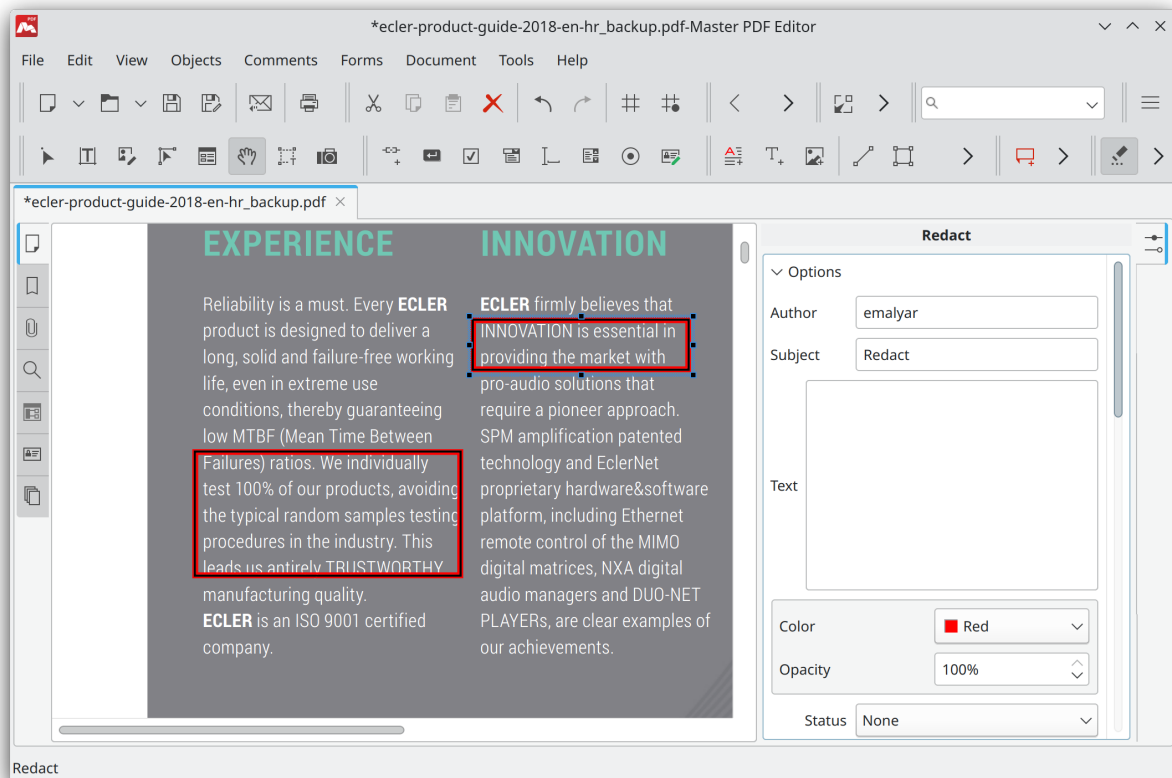 PDF
*ecler-product-guide-2018-en-hr_backup.pdf-Master PDF Editor
File Edit View Objects Comments Forms Document Tools Help
*ecler-product-guide-2018-en-hr_backup.pdf
EXPERIENCE
Reliability is a must. Every ECLER
product is designed to deliver a
long, solid and failure-free working
life, even in extreme use
conditions, thereby guaranteeing
low MTBF (Mean Time Between
Failures) ratios. We individually
test 100% of our products, avoiding
the typical random samples testing
procedures in the industry. This
leads us antirely TRUSTWORTHY
manufacturing quality.
ECLER is an ISO 9001 certified
company.
INNOVATION
ECLER firmly believes that
INNOVATION is essential in
providing the market with
pro-audio solutions that
require a pioneer approach.
SPM amplification patented
technology and EclerNet
proprietary hardware&software
platform, including Ethernet
remote control of the MIMO
digital matrices, NXA digital
audio managers and DUO-NET
PLAYERs, are clear examples of
our achievements.
Redact
Options
Author emalyar
Subject Redact
Text
Color Red
Opacity 100%
Status None
Redact